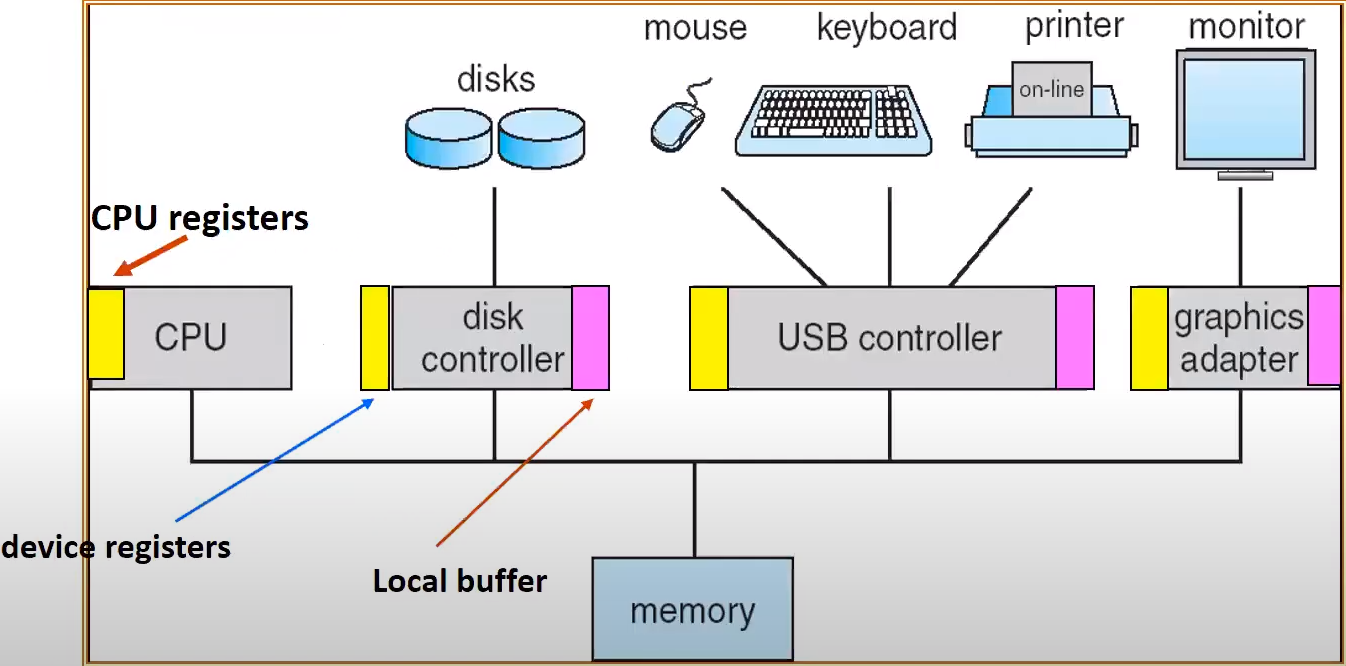 mouse
keyboard
printer
monitor
disks
on-line
CPU registers
CPU
disk
controller
USB controller
graphics
adapter
device registers
Local buffer
memory